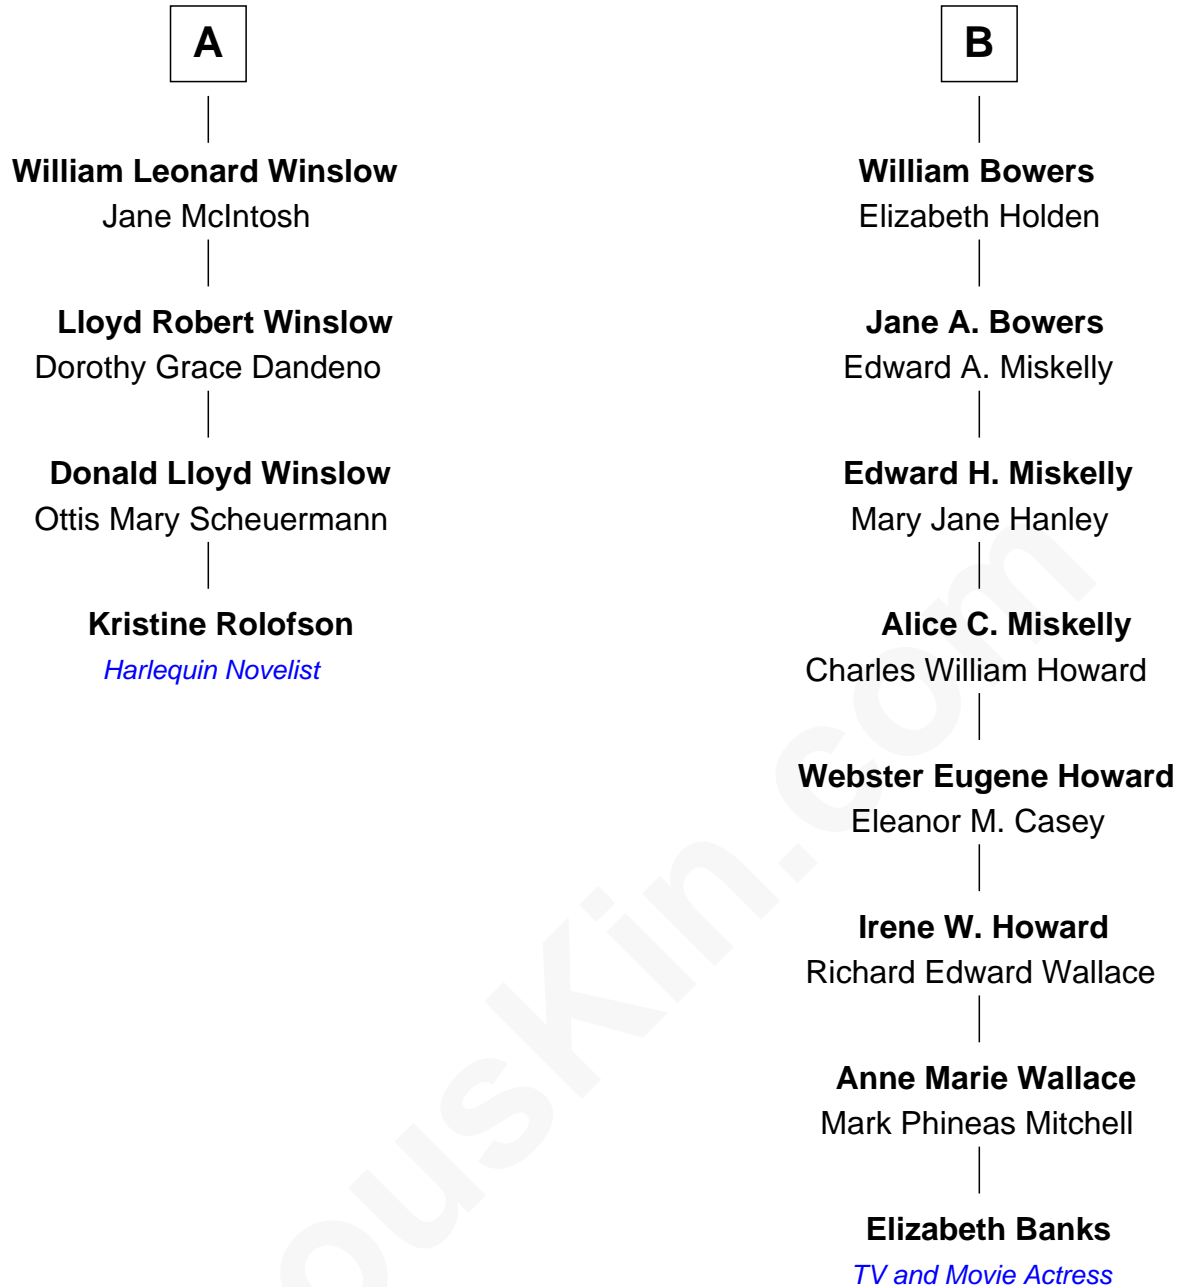 A
William Leonard Winslow
Jane McIntosh
Lloyd Robert Winslow
Dorothy Grace Dandeno
Donald Lloyd Winslow
Ottis Mary Scheuermann
Kristine Rolofson
Harlequin Novelist
B
William Bowers
Elizabeth Holden
Jane A. Bowers
Edward A. Miskelly
Edward H. Miskelly
Mary Jane Hanley
Alice C. Miskelly
Charles William Howard
Webster Eugene Howard
Eleanor M. Casey
Irene W. Howard
Richard Edward Wallace
Anne Marie Wallace
Mark Phineas Mitchell
Elizabeth Banks
TV and Movie Actress
ousKin.com